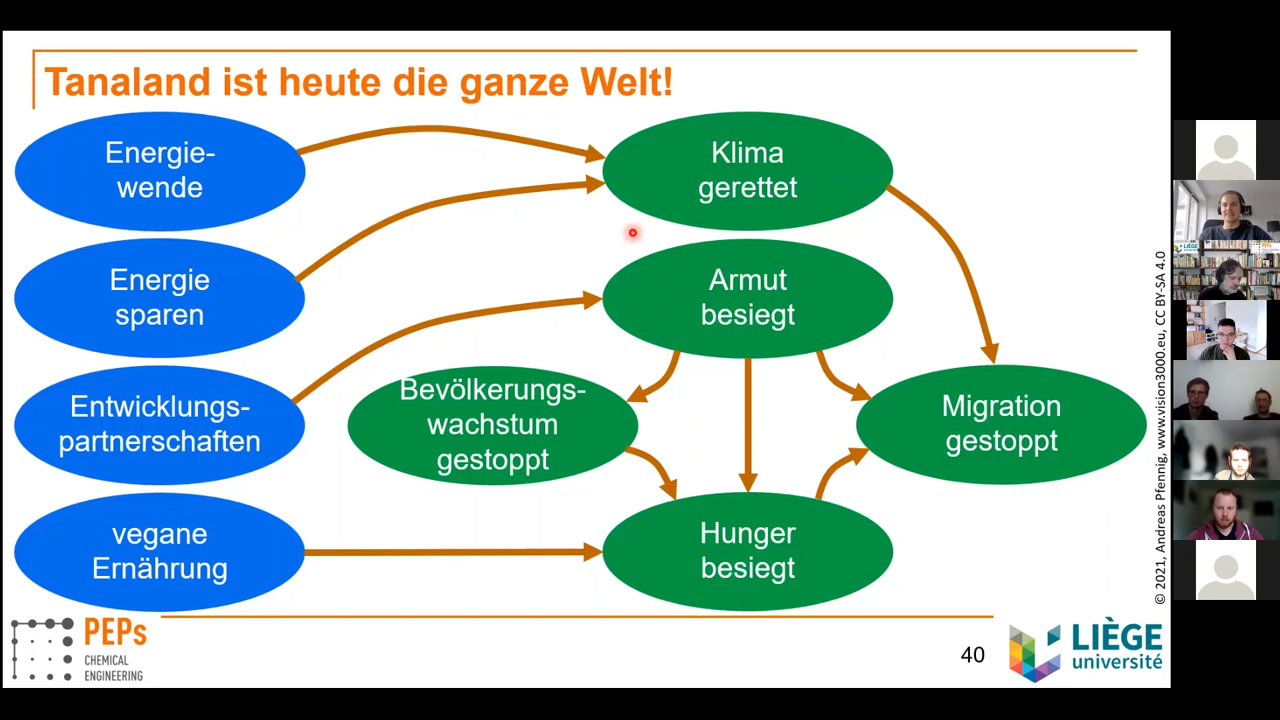 Tanaland ist heute die ganze Welt!
Energie-
wende
Klima
gerettet
Energie
sparen
Armut
besiegt
Entwicklungs-
partnerschaften
Bevölkerungs-
wachstum
gestoppt
Migration
gestoppt
vegane
Ernährung
Hunger
besiegt
© 2021, Andreas Pfennig, www.vision3000.eu, CC BY-SA 4.0
PEPs
CHEMICAL
ENGINEERING
40
LIÈGE
université
LIÈGE
PEPs